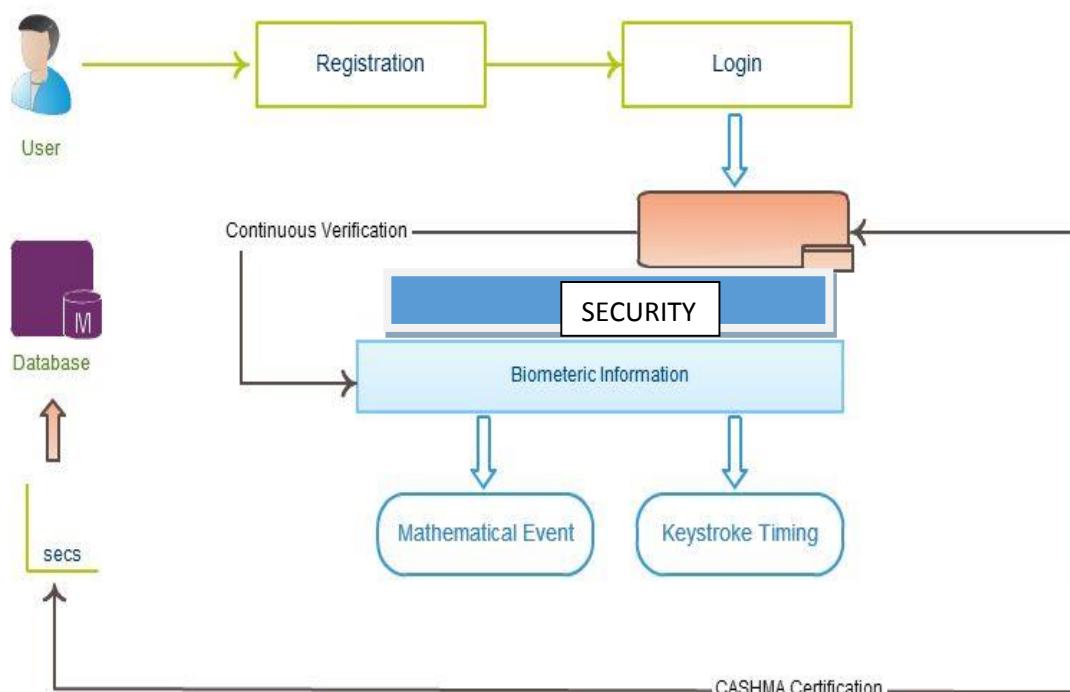 Registration
Login
User
Continuous Verification
SECURITY
M
Database
Biometeric Information
Mathematical Event
Keystroke Timing
secs
CASHMA Certification